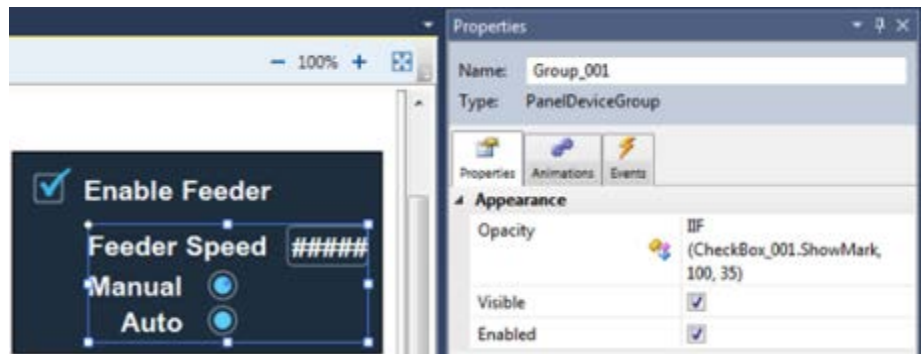 Properties
100%
Name: Group_001
Type: PanelDeviceGroup
Properties Animations Events
Appearance
Opacity IIF
(CheckBox_001.ShowMark,
100, 35)
Visible
Enabled
Enable Feeder
Feeder Speed #####
Manual
Auto